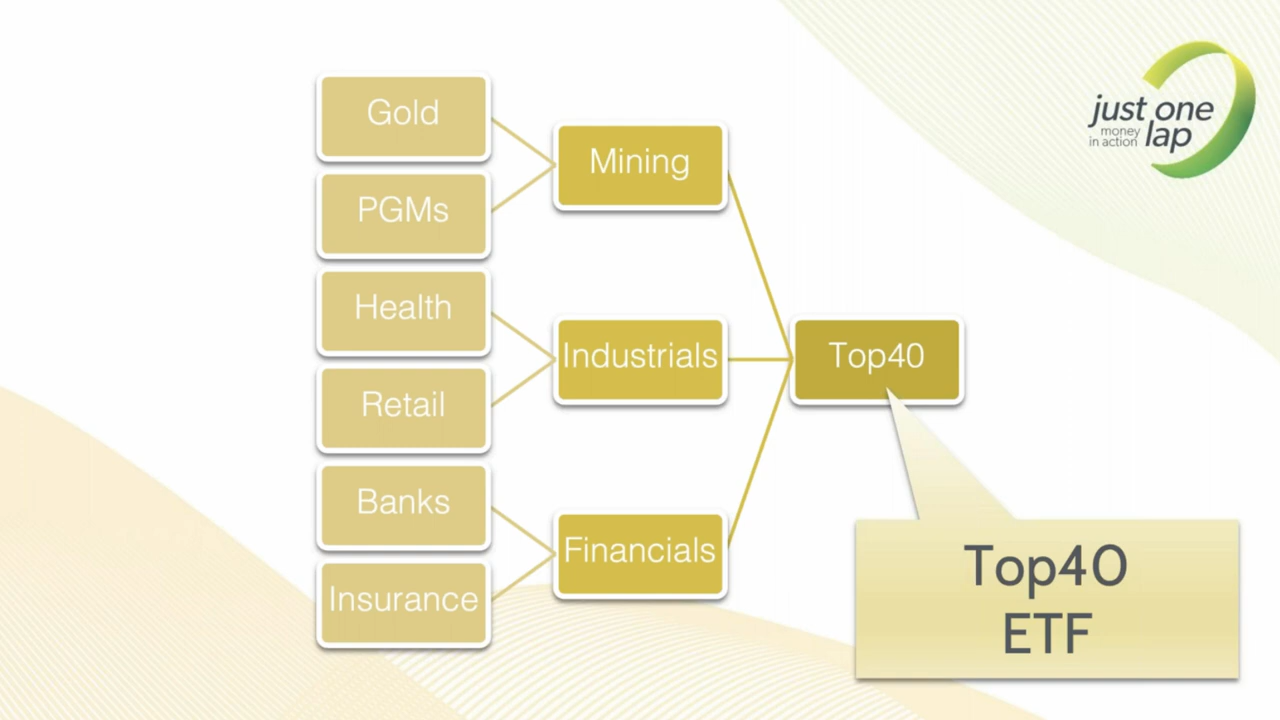 Gold
PGMs
Health
Retail
Banks
Insurance
Mining
Industrials
Financials
Top40
Top40
ETF
just one
money
in action
lap